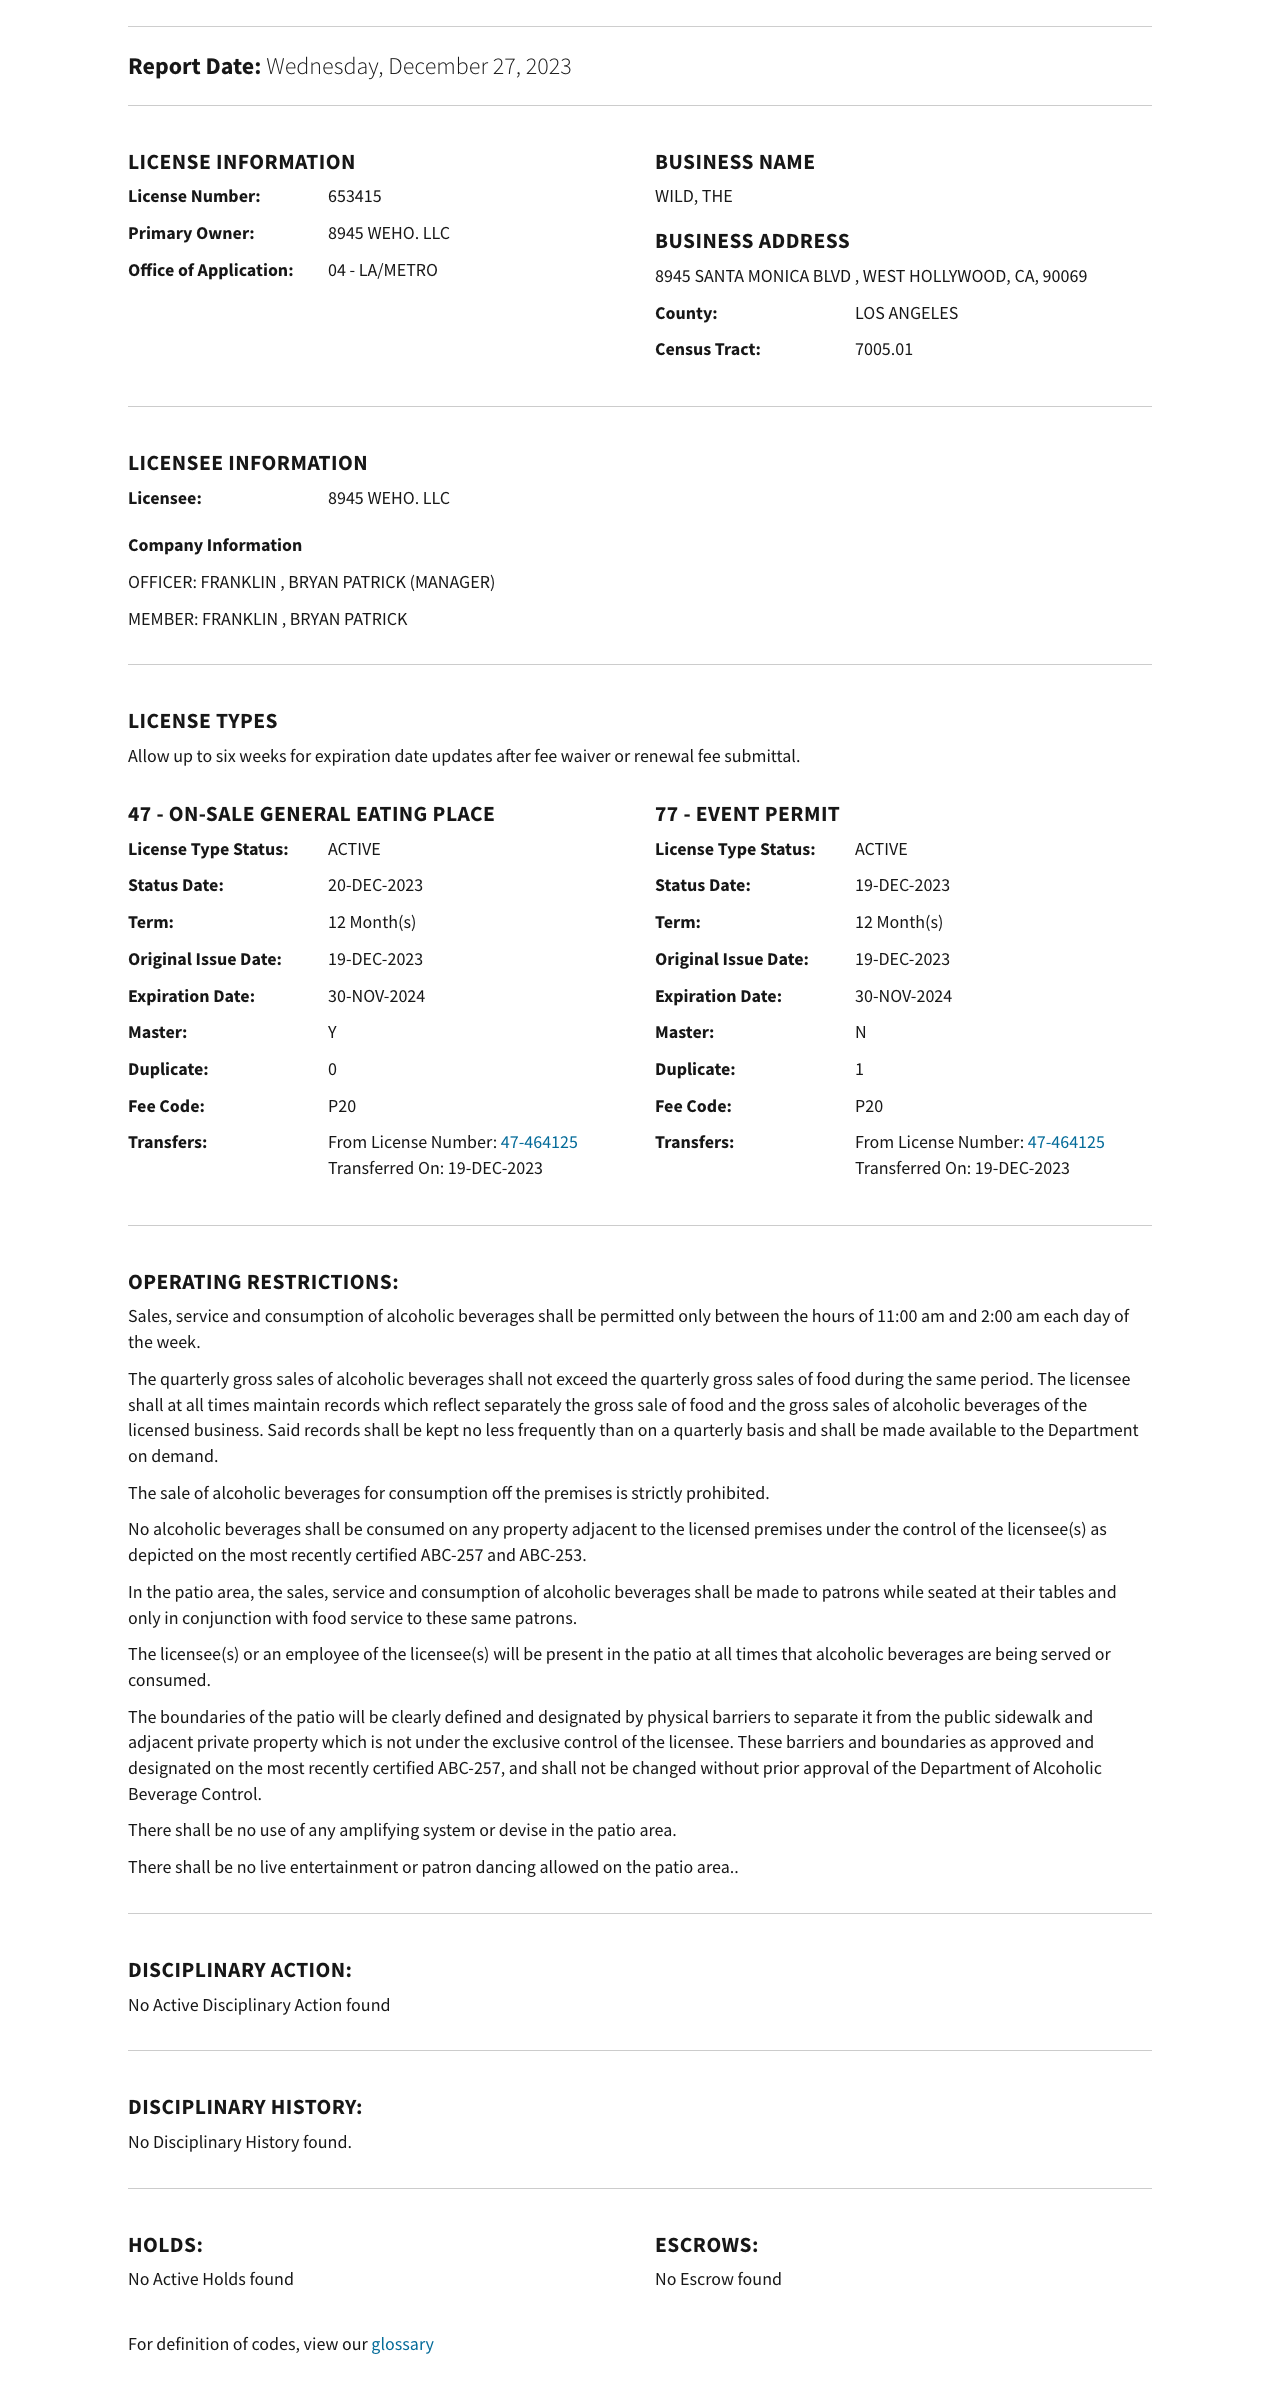 Report Date: Wednesday, December 27, 2023
LICENSE INFORMATION
License Number: 653415
Primary Owner: 8945 WEHO. LLC
Office of Application: 04 - LA/METRO
BUSINESS NAME
WILD, THE
BUSINESS ADDRESS
8945 SANTA MONICA BLVD , WEST HOLLYWOOD, CA, 90069
County: LOS ANGELES
Census Tract: 7005.01
LICENSEE INFORMATION
Licensee: 8945 WEHO. LLC
Company Information
OFFICER: FRANKLIN , BRYAN PATRICK (MANAGER)
MEMBER: FRANKLIN , BRYAN PATRICK
LICENSE TYPES
Allow up to six weeks for expiration date updates after fee waiver or renewal fee submittal.
47 - ON-SALE GENERAL EATING PLACE
License Type Status: ACTIVE
Status Date: 20-DEC-2023
Term: 12 Month(s)
Original Issue Date: 19-DEC-2023
Expiration Date: 30-NOV-2024
Master: Y
Duplicate: 0
Fee Code: P20
Transfers: From License Number: 47-464125
Transferred On: 19-DEC-2023
77 - EVENT PERMIT
License Type Status: ACTIVE
Status Date: 19-DEC-2023
Term: 12 Month(s)
Original Issue Date: 19-DEC-2023
Expiration Date: 30-NOV-2024
Master: N
Duplicate: 1
Fee Code: P20
Transfers: From License Number: 47-464125
Transferred On: 19-DEC-2023
OPERATING RESTRICTIONS:
Sales, service and consumption of alcoholic beverages shall be permitted only between the hours of 11:00 am and 2:00 am each day of
the week.
The quarterly gross sales of alcoholic beverages shall not exceed the quarterly gross sales of food during the same period. The licensee
shall at all times maintain records which reflect separately the gross sale of food and the gross sales of alcoholic beverages of the
licensed business. Said records shall be kept no less frequently than on a quarterly basis and shall be made available to the Department
on demand.
The sale of alcoholic beverages for consumption off the premises is strictly prohibited.
No alcoholic beverages shall be consumed on any property adjacent to the licensed premises under the control of the licensee(s) as
depicted on the most recently certified ABC-257 and ABC-253.
In the patio area, the sales, service and consumption of alcoholic beverages shall be made to patrons while seated at their tables and
only in conjunction with food service to these same patrons.
The licensee(s) or an employee of the licensee(s) will be present in the patio at all times that alcoholic beverages are being served or
consumed.
The boundaries of the patio will be clearly defined and designated by physical barriers to separate it from the public sidewalk and
adjacent private property which is not under the exclusive control of the licensee. These barriers and boundaries as approved and
designated on the most recently certified ABC-257, and shall not be changed without prior approval of the Department of Alcoholic
Beverage Control.
There shall be no use of any amplifying system or devise in the patio area.
There shall be no live entertainment or patron dancing allowed on the patio area..
DISCIPLINARY ACTION:
No Active Disciplinary Action found
DISCIPLINARY HISTORY:
No Disciplinary History found.
HOLDS:
No Active Holds found
ESCROWS:
No Escrow found
For definition of codes, view our glossary